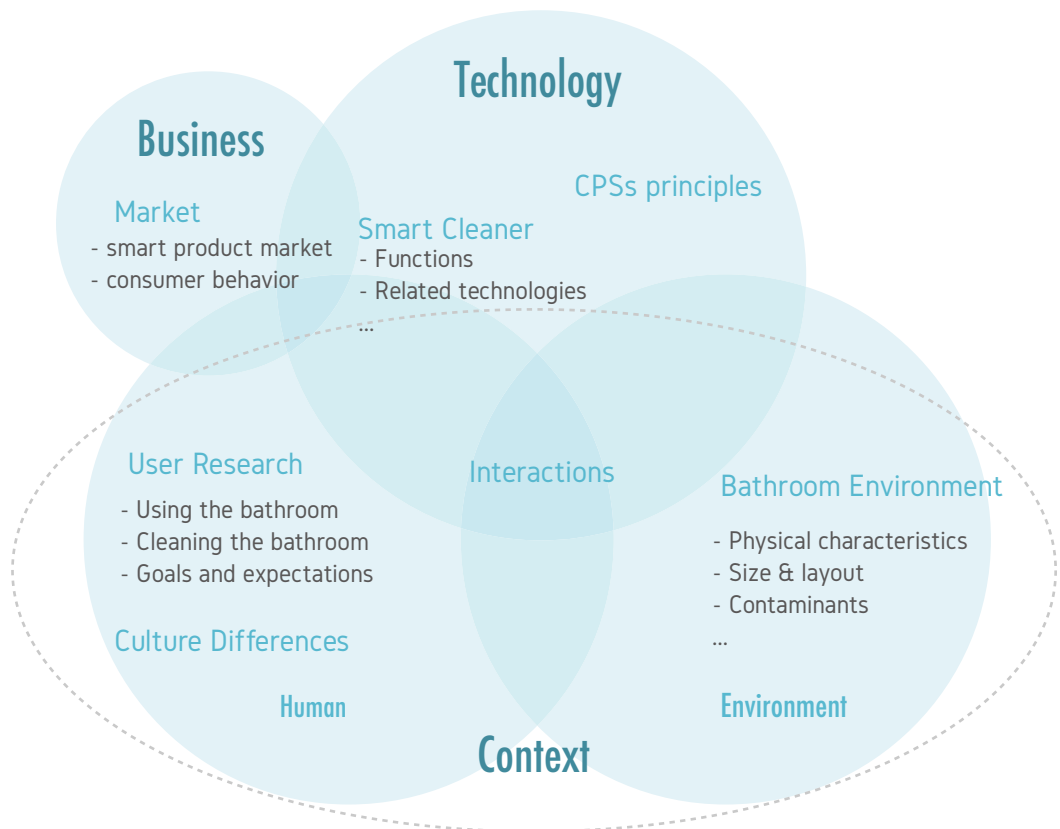 Technology
Business
CPSs principles
Market
- smart product market
- consumer behavior
Smart Cleaner
- Functions
- Related technologies
...
User Research
- Using the bathroom
- Cleaning the bathroom
- Goals and expectations
Culture Differences
Human
Interactions
Bathroom Environment
- Physical characteristics
- Size & layout
- Contaminants
...
Environment
Context